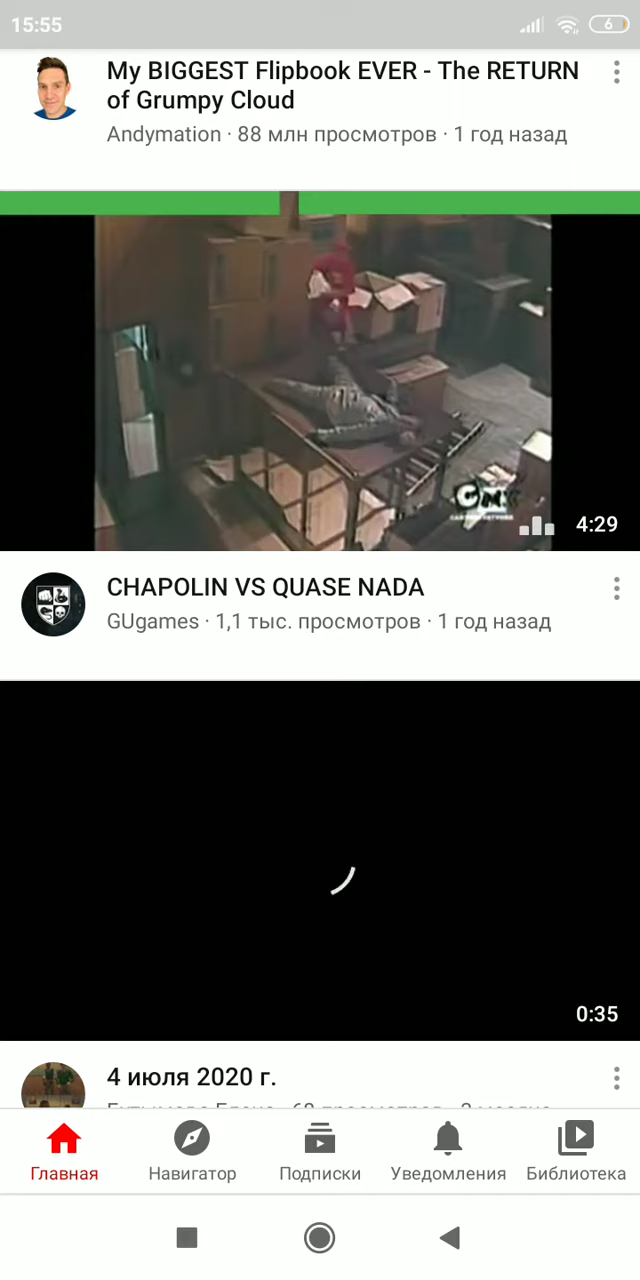 15:55
6
My BIGGEST Flipbook EVER - The RETURN
of Grumpy Cloud
Andymation · 88 млн просмотров · 1 год назад
4:29
CHAPOLIN VS QUASE NADA
GUgames · 1,1 тыс. просмотров · 1 год назад
0:35
4 июля 2020 г.
Главная
Навигатор
Подписки
Уведомления
Библиотека